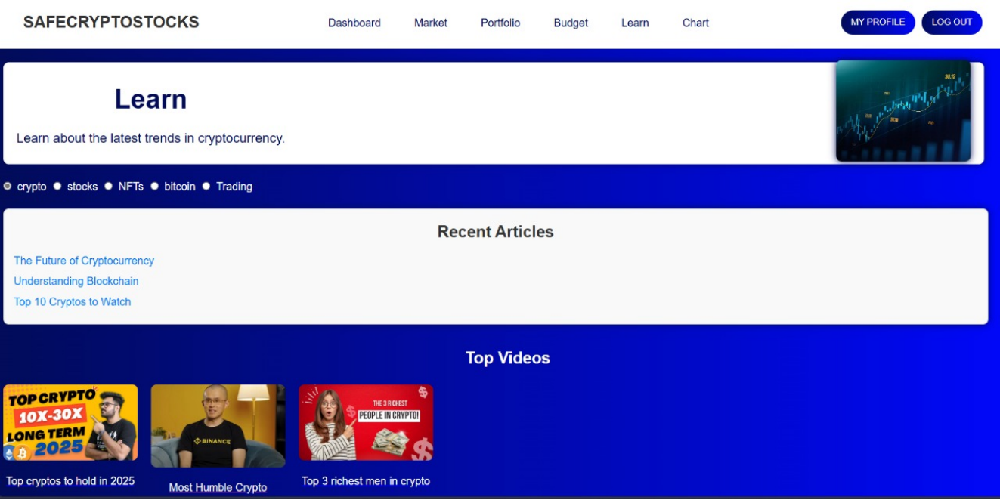 SAFECRYPTOSTOCKS
Dashboard Market Portfolio Budget Learn Chart
MY PROFILE LOG OUT
Learn
Learn about the latest trends in cryptocurrency.
30.12
crypto stocks NFTs bitcoin Trading
Recent Articles
The Future of Cryptocurrency
Understanding Blockchain
Top 10 Cryptos to Watch
Top Videos
TOP CRYPTO
10X-30X
LONG TERM
2025
BINANCE
THE 3 RICHEST
PEOPLE IN CRYPTO!
Top cryptos to hold in 2025
Most Humble Crypto
Top 3 richest men in crypto